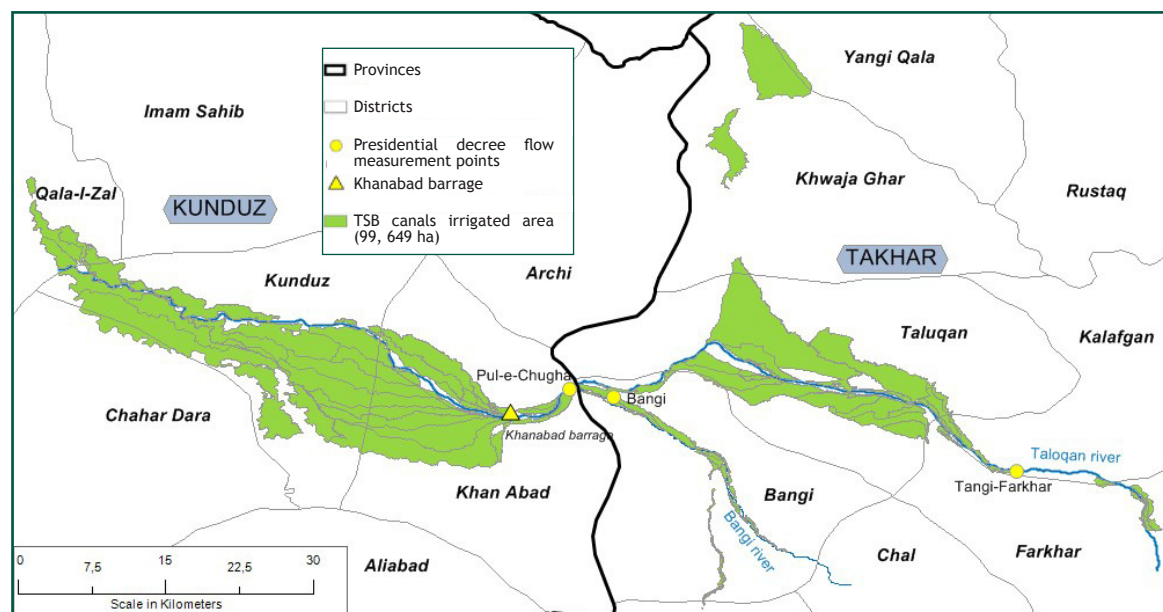 Provinces
Districts
Presidential decree flow
measurement points
Khanabad barrage
TSB canals irrigated area
(99, 649 ha)
Yangi Qala
Imam Sahib
Khwaja Ghar
Rustaq
Qala-I-Zal
KUNDUZ
TAKHAR
Kunduz
Archi
Taluqan
Kalafgan
Pul-e-Chugha
Bangi
Chahar Dara
Khanabad barrage
Taloqan river
Tangi-Farkhar
Khan Abad
Bangi
Bangi river
Chal
Farkhar
Aliabad
0 7,5 15 22,5 30
Scale in Kilometers